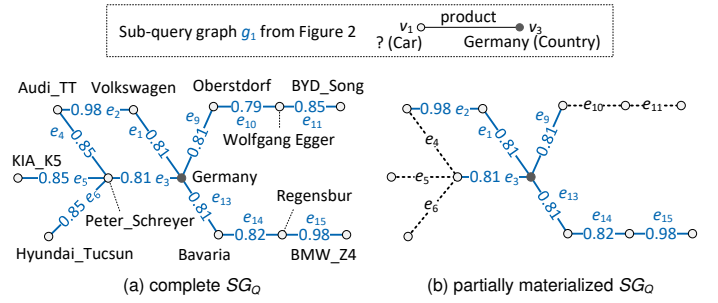 Sub-query graph g1 from Figure 2
v1 product v3
? (Car) Germany (Country)
Audi_TT Volkswagen Oberstdorf BYD_Song
0.98 e2 0.79 0.85
e10 e11
e4 0.85 e1 0.81 e9 0.81
Wolfgang Egger
KIA_K5
0.85 e5 0.81 e3 Germany
e6 0.85
Peter_Schreyer
e13 0.81
Regensbur
e14 e15
0.82 0.98
Hyundai_Tucsun Bavaria BMW_Z4
(a) complete SGQ
0.98 e2
e9 0.81 e10 e11
e4 e1 0.81
e5 0.81 e3
e6
e13 0.81
e14 e15
0.82 0.98
(b) partially materialized SGQ